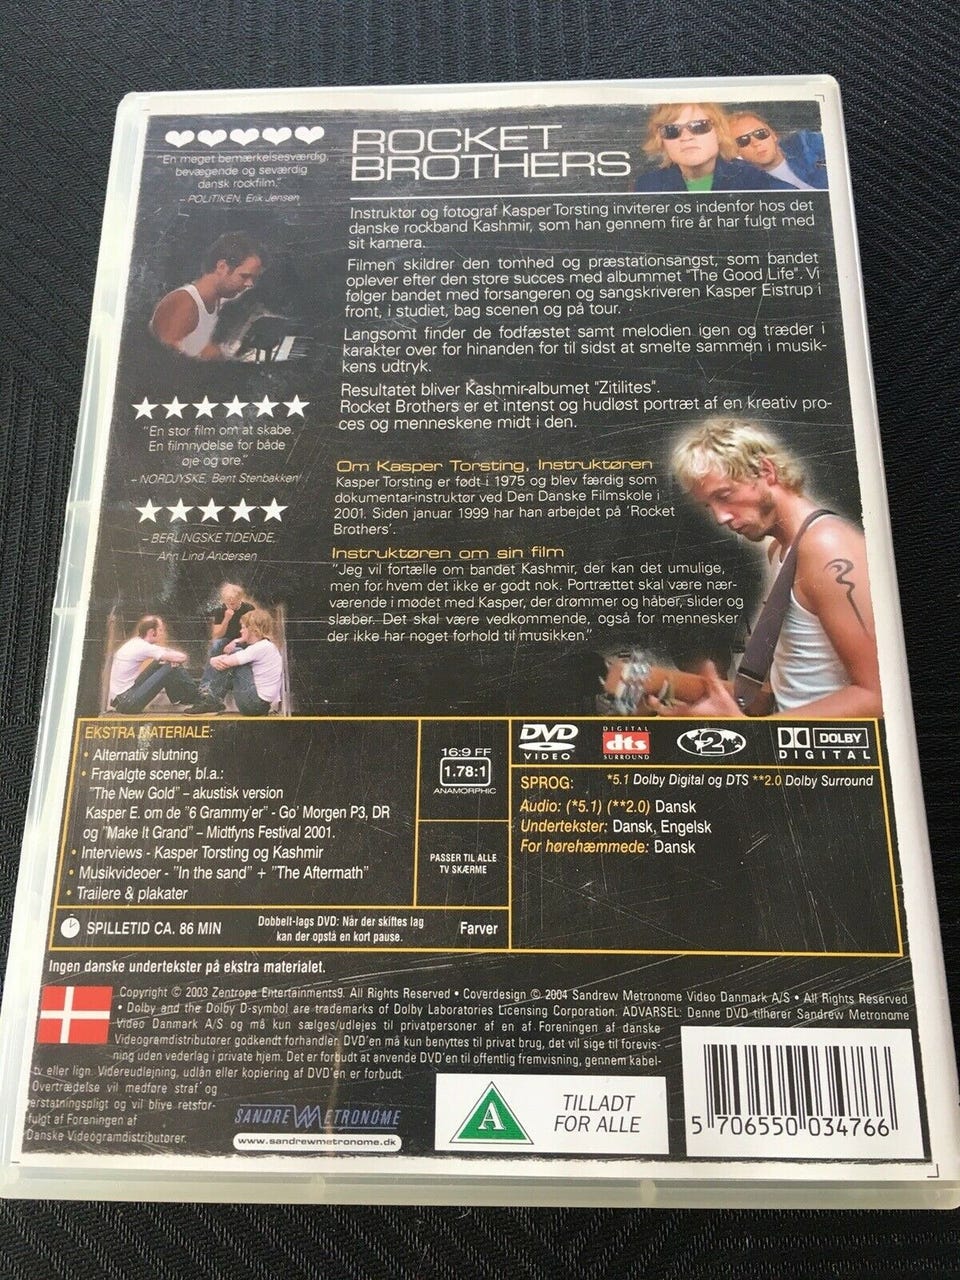 "En meget bemærkelsesværdig,
bevægende og seværdig
dansk rockfilm."
– POLITIKEN, Erik Jensen
ROCKET
BROTHERS
Instruktør og fotograf Kasper Torsting inviterer os indenfor hos det
danske rockband Kashmir, som han gennem fire år har fulgt med
sit kamera.
Filmen skildrer den tomhed og præstationsangst, som bandet
oplever efter den store succes med albummet "The Good Life". Vi
følger bandet med forsangeren og sangskriveren Kasper Eistrup i
front, i studiet, bag scenen og på tour.
Langsomt finder de fodfæstet samt melodien igen og træder i
karakter over for hinanden for til sidst at smelte sammen i musik-
kens udtryk.
Resultatet bliver Kashmir-albumet "Zitilites".
Rocket Brothers er et intenst og hudløst portræt af en kreativ pro-
ces og menneskene midt i den.
"En stor film om at skabe.
En filmnydelse for både
øje og øre."
– NORDJYSKE, Bent Stenbakken
– BERLINGSKE TIDENDE,
Ann Lind Andersen
Om Kasper Torsting, Instruktøren
Kasper Torsting er født i 1975 og blev færdig som
dokumentar-instruktør ved Den Danske Filmskole i
2001. Siden januar 1999 har han arbejdet på 'Rocket
Brothers'.
Instruktøren om sin film
"Jeg vil fortælle om bandet Kashmir, der kan det umulige,
men for hvem det ikke er godt nok. Portrættet skal være nær-
værende i mødet med Kasper, der drømmer og håber, slider og
slæber. Det skal være vedkommende, også for mennesker
der ikke har noget forhold til musikken."
EKSTRA MATERIALE:
• Alternativ slutning
• Fravalgte scener, bl.a.:
"The New Gold" – akustisk version
Kasper E. om de "6 Grammy'er" - Go' Morgen P3, DR
og "Make It Grand" – Midtfyns Festival 2001.
• Interviews - Kasper Torsting og Kashmir
• Musikvideoer - "In the sand" + "The Aftermath"
• Trailere & plakater
16:9 FF
1.78:1
ANAMORPHIC
PASSER TIL ALLE
TV SKÆRME
DVD
VIDEO
DIGITAL
dts
SURROUND
2
DOLBY
DIGITAL
SPROG: *5.1 Dolby Digital og DTS **2.0 Dolby Surround
Audio: (*5.1) (**2.0) Dansk
Undertekster: Dansk, Engelsk
For hørehæmmede: Dansk
SPILLETID CA. 86 MIN
Dobbelt-lags DVD: Når der skiftes lag
kan der opstå en kort pause.
Farver
Ingen danske undertekster på ekstra materialet.
Copyright © 2003 Zentropa Entertainments9. All Rights Reserved • Coverdesign © 2004 Sandrew Metronome Video Danmark A/S • All Rights Reserved
• Dolby and the Dolby D-symbol are trademarks of Dolby Laboratories Licensing Corporation. ADVARSEL: Denne DVD tilhører Sandrew Metronome
Video Danmark A/S og må kun sælges/udlejes til privatpersoner af en af Foreningen af danske
Videogramdistributører godkendt forhandler. DVD'en må kun benyttes til privat brug, det vil sige til forevis-
ning uden vederlag i private hjem. Det er forbudt at anvende DVD'en til offentlig fremvisning, gennem kabel-
tv eller lign. Videreudlejning, udlån eller kopiering af DVD'en er forbudt.
Overtrædelse vil medføre straf og
erstatningspligt og vil blive retsfor-
fulgt af Foreningen af
Danske Videogramdistributører.
SANDREW METRONOME
www.sandrewmetronome.dk
A
TILLADT
FOR ALLE
5 706550 034766